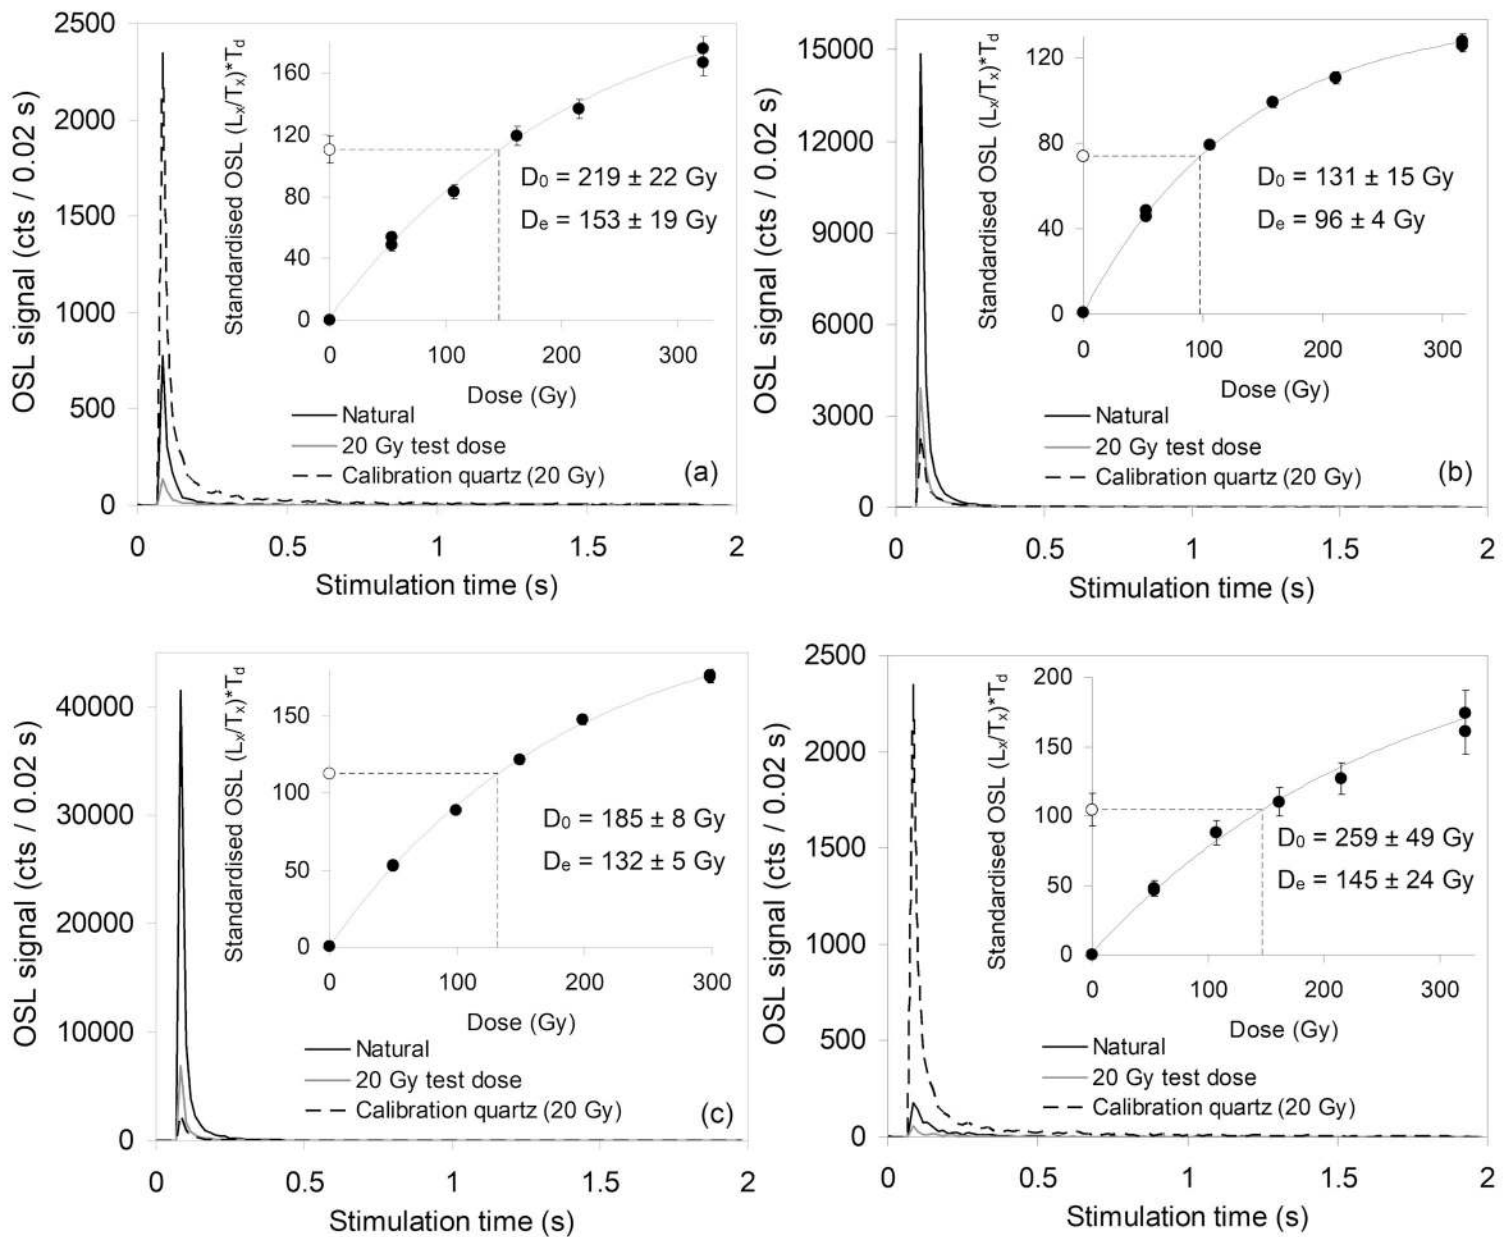 2500
2000
1500
1000
500
0
OSL signal (cts / 0.02 s)
0
0.5
1
1.5
2
Stimulation time (s)
Standardised OSL (Lx/Tx)*Td
160
120
80
40
0
0
100
200
300
Dose (Gy)
D0 = 219 ± 22 Gy
De = 153 ± 19 Gy
Natural
20 Gy test dose
Calibration quartz (20 Gy)
(a)
15000
12000
9000
6000
3000
0
OSL signal (cts / 0.02 s)
0
0.5
1
1.5
2
Stimulation time (s)
Standardised OSL (Lx/Tx)*Td
120
80
40
0
0
100
200
300
Dose (Gy)
D0 = 131 ± 15 Gy
De = 96 ± 4 Gy
Natural
20 Gy test dose
Calibration quartz (20 Gy)
(b)
40000
30000
20000
10000
0
OSL signal (cts / 0.02 s)
0
0.5
1
1.5
2
Stimulation time (s)
Standardised OSL (Lx/Tx)*Td
150
100
50
0
0
100
200
300
Dose (Gy)
D0 = 185 ± 8 Gy
De = 132 ± 5 Gy
Natural
20 Gy test dose
Calibration quartz (20 Gy)
(c)
2500
2000
1500
1000
500
0
OSL signal (cts / 0.02 s)
0
0.5
1
1.5
2
Stimulation time (s)
Standardised OSL (Lx/Tx)*Td
200
150
100
50
0
0
100
200
300
Dose (Gy)
D0 = 259 ± 49 Gy
De = 145 ± 24 Gy
Natural
20 Gy test dose
Calibration quartz (20 Gy)